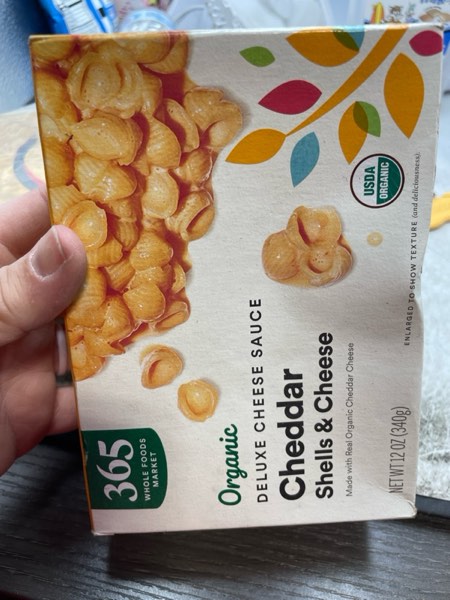 USDA
ORGANIC
ENLARGED TO SHOW TEXTURE (and deliciousness).
Organic
DELUXE CHEESE SAUCE
Cheddar
Shells & Cheese
Made with Real Organic Cheddar Cheese
365
WHOLE FOODS
MARKET
NET WT 12 OZ (340g)